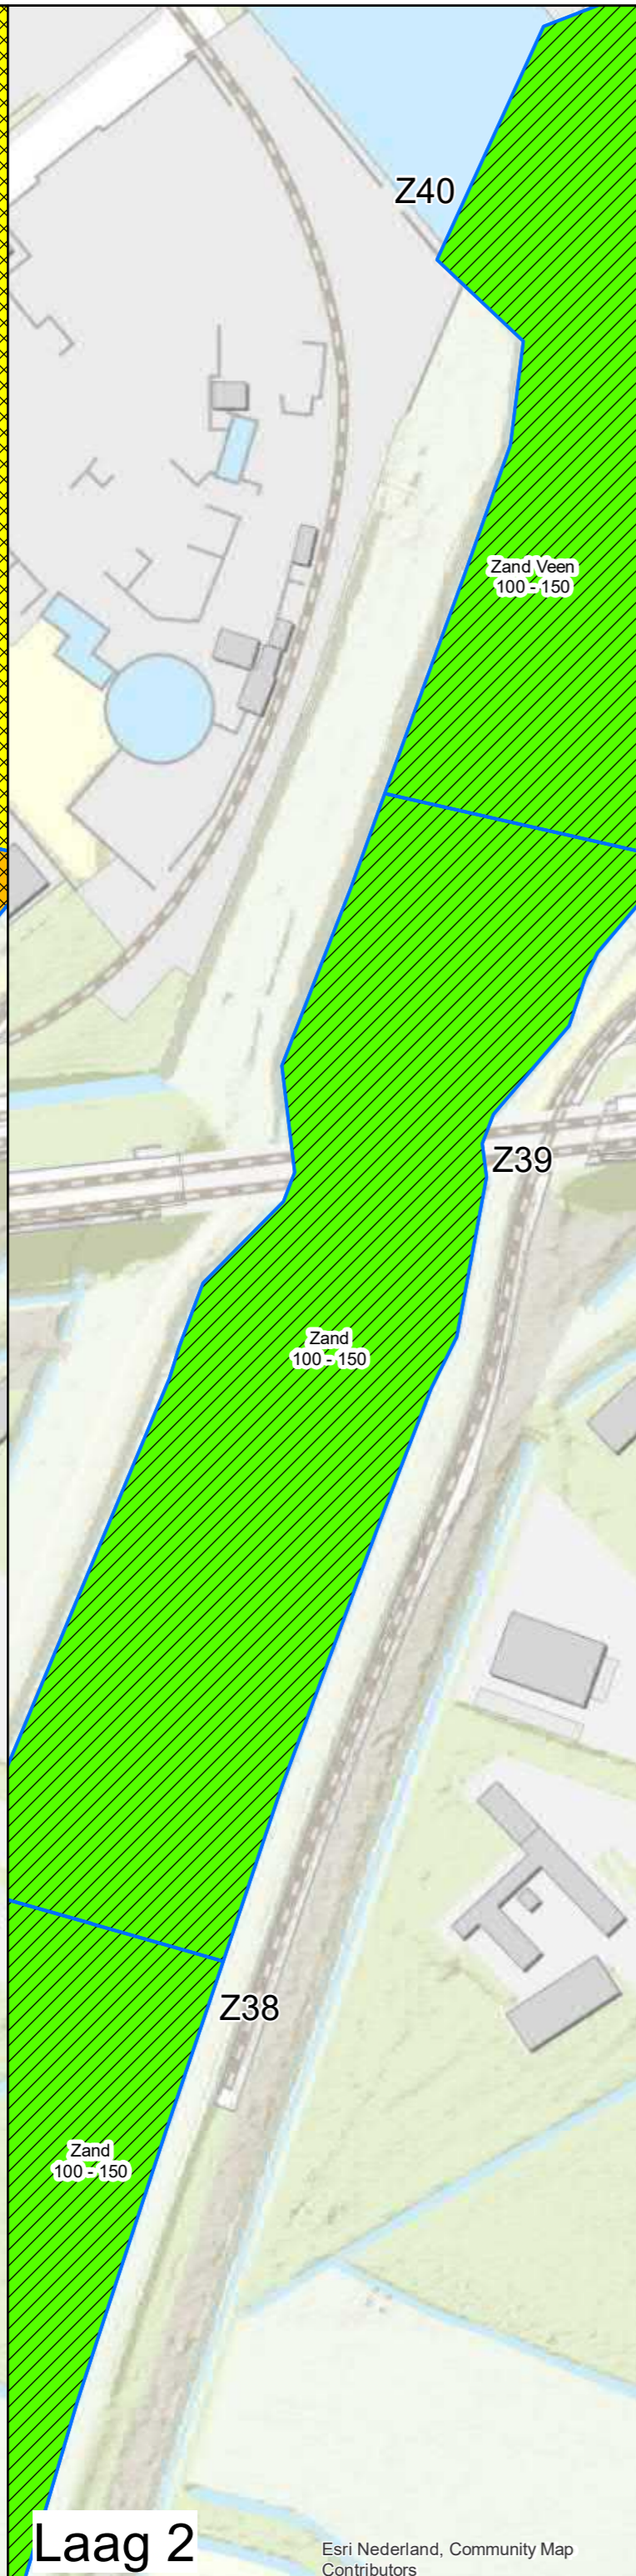 Z40
Zand Veen
100 - 150
Z39
Zand
100 - 150
Z38
Zand
100 - 150
Laag 2
Esri Nederland, Community Map
Contributors